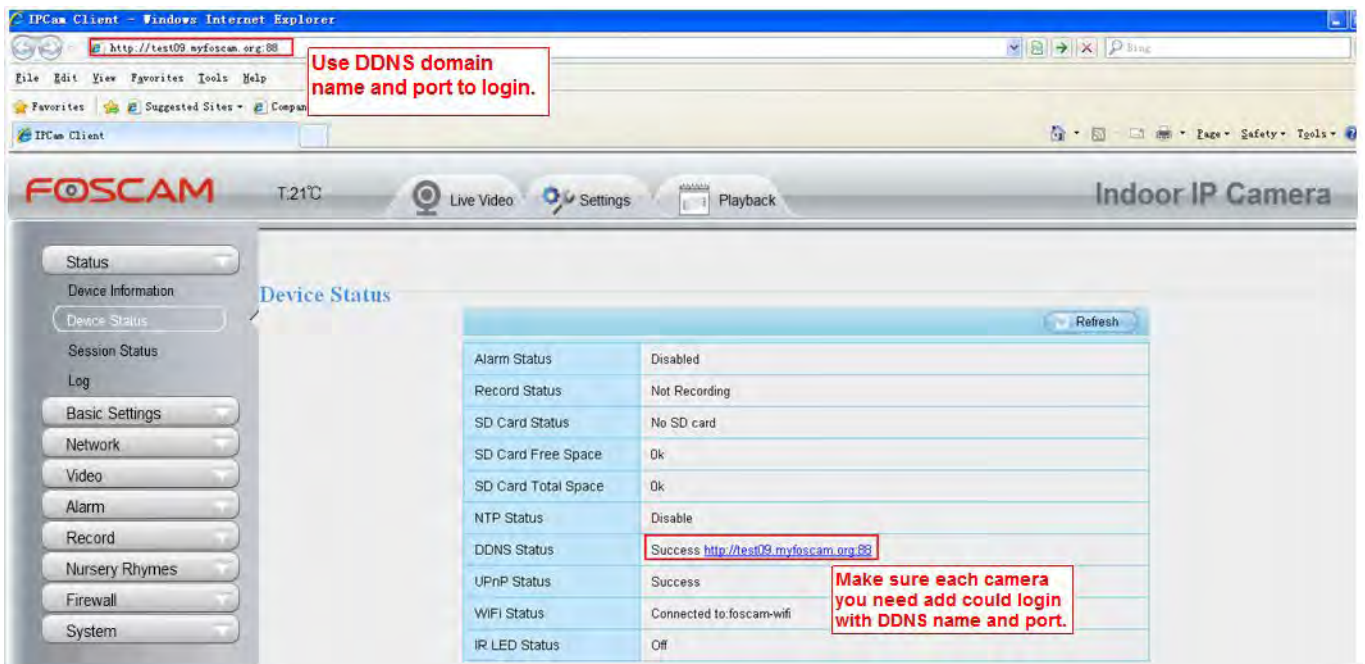 IPCam Client - Windows Internet Explorer
http://test09.myfoscam.org:88
Bing
Use DDNS domain
name and port to login.
File Edit View Favorites Tools Help
Favorites Suggested Sites
IPCam Client
Page Safety Tools
FOSCAM
T:21℃
Live Video
Settings
Playback
Indoor IP Camera
Status
Device Information
Device Status
Session Status
Log
Basic Settings
Network
Video
Alarm
Record
Nursery Rhymes
Firewall
System
Device Status
Refresh
Alarm Status Disabled
Record Status Not Recording
SD Card Status No SD card
SD Card Free Space 0k
SD Card Total Space 0k
NTP Status Disable
DDNS Status Success http://test09.myfoscam.org:88
UPnP Status Success
WiFi Status Connected to:foscam-wifi
IR LED Status Off
Make sure each camera
you need add could login
with DDNS name and port.